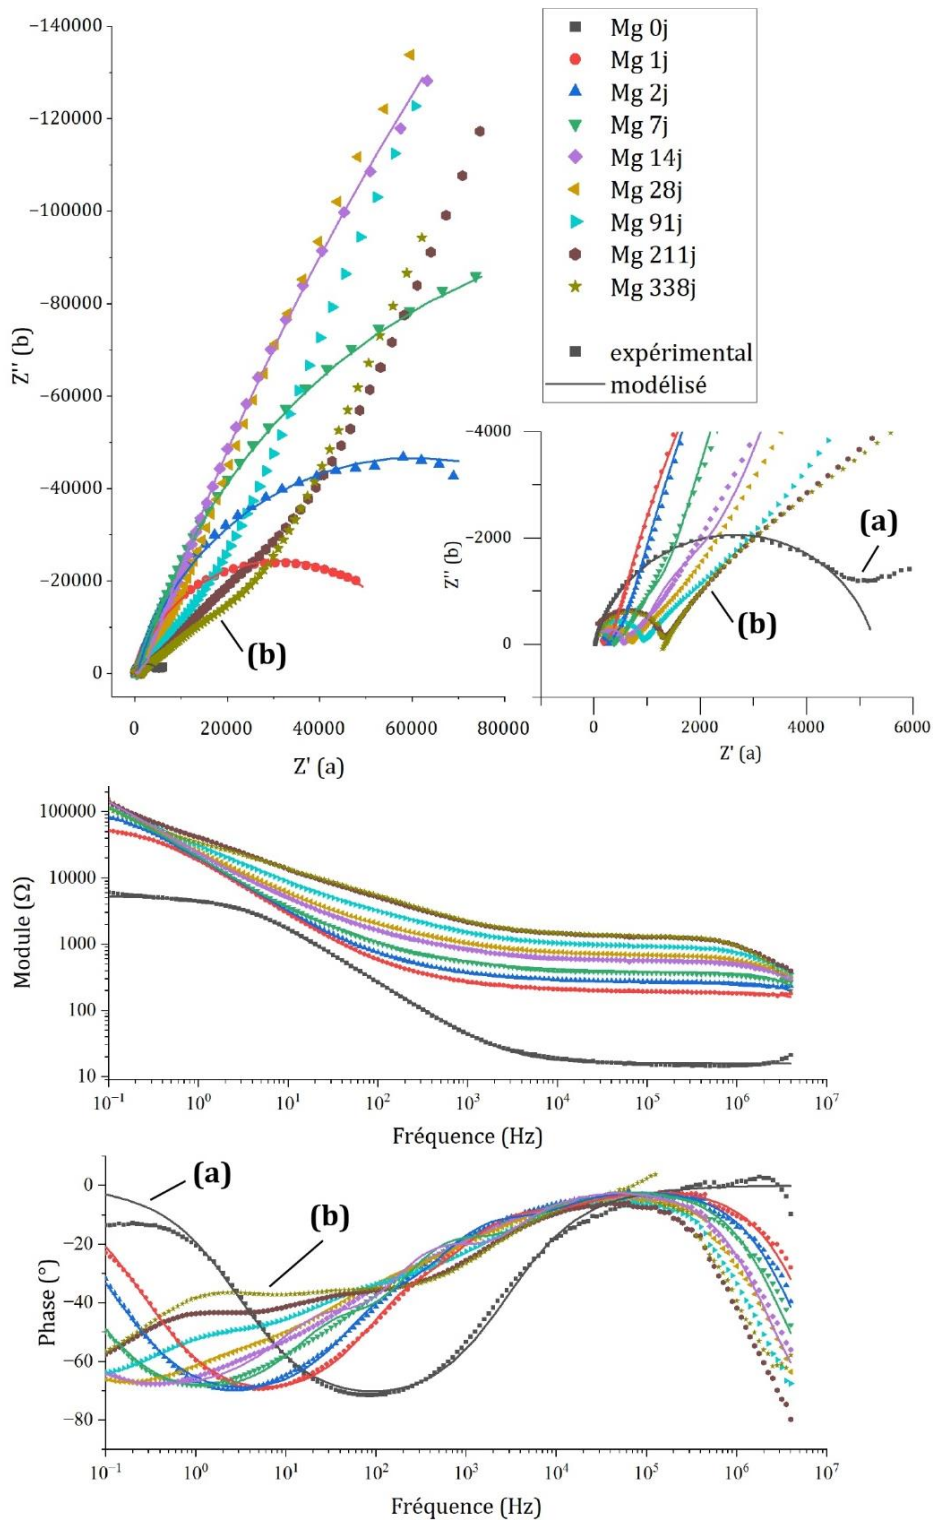 Mg 0j
Mg 1j
Mg 2j
Mg 7j
Mg 14j
Mg 28j
Mg 91j
Mg 211j
Mg 338j
expérimental
modélisé
−140000
−120000
−100000
−80000
−60000
−40000
−20000
0
Z'' (b)
0 20000 40000 60000 80000
Z' (a)
(b)
−4000
−2000
0
Z'' (b)
0 2000 4000 6000
Z' (a)
(a)
(b)
100000
10000
1000
100
10
Module (Ω)
10⁻¹ 10⁰ 10¹ 10² 10³ 10⁴ 10⁵ 10⁶ 10⁷
Fréquence (Hz)
(a)
(b)
0
−20
−40
−60
−80
Phase (°)
10⁻¹ 10⁰ 10¹ 10² 10³ 10⁴ 10⁵ 10⁶ 10⁷
Fréquence (Hz)